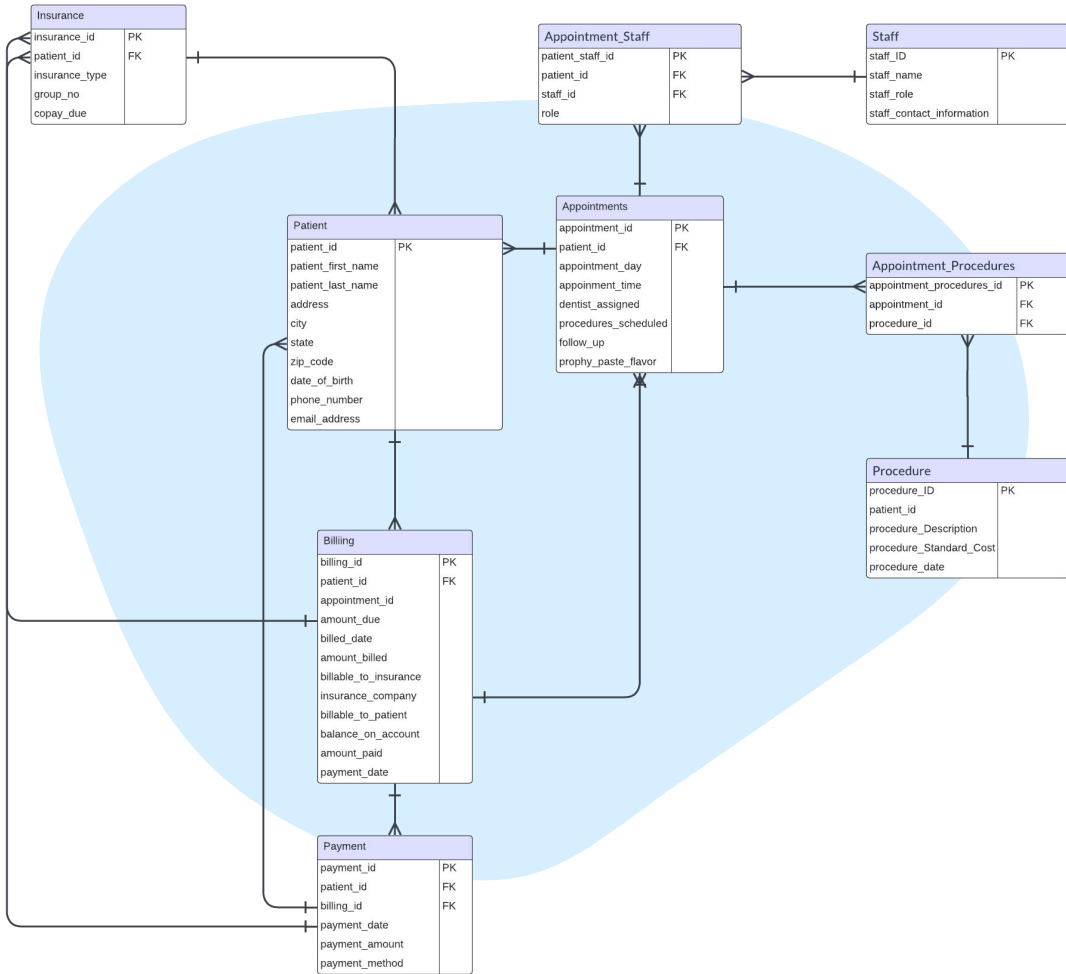 Insurance
insurance_id PK
patient_id FK
insurance_type
group_no
copay_due
Appointment_Staff
patient_staff_id PK
patient_id FK
staff_id FK
role
Staff
staff_ID PK
staff_name
staff_role
staff_contact_information
Patient
patient_id PK
patient_first_name
patient_last_name
address
city
state
zip_code
date_of_birth
phone_number
email_address
Appointments
appointment_id PK
patient_id FK
appointment_day
appoinment_time
dentist_assigned
procedures_scheduled
follow_up
prophy_paste_flavor
Appointment_Procedures
appointment_procedures_id PK
appointment_id FK
procedure_id FK
Procedure
procedure_ID PK
patient_id
procedure_Description
procedure_Standard_Cost
procedure_date
Billiing
billing_id PK
patient_id FK
appointment_id
amount_due
billed_date
amount_billed
billable_to_insurance
insurance_company
billable_to_patient
balance_on_account
amount_paid
payment_date
Payment
payment_id PK
patient_id FK
billing_id FK
payment_date
payment_amount
payment_method